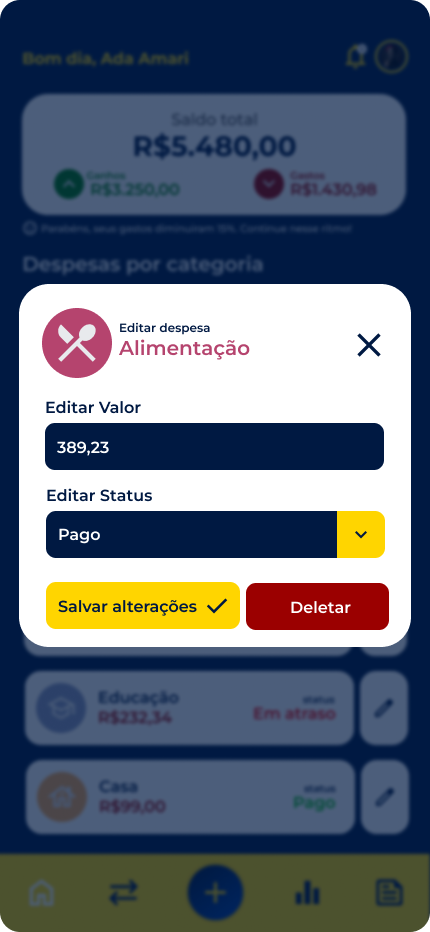 Bom dia, Ada Amari
Saldo total
R$5.480,00
Ganhos
R$3.250,00
Gastos
R$1.430,98
Parabéns, seus gastos diminuíram 15%. Continue nesse ritmo!
Despesas por categoria
Editar despesa
Alimentação
Editar Valor
389,23
Editar Status
Pago
Salvar alterações
Deletar
Educação
R$232,34
status
Em atraso
Casa
R$99,00
status
Pago